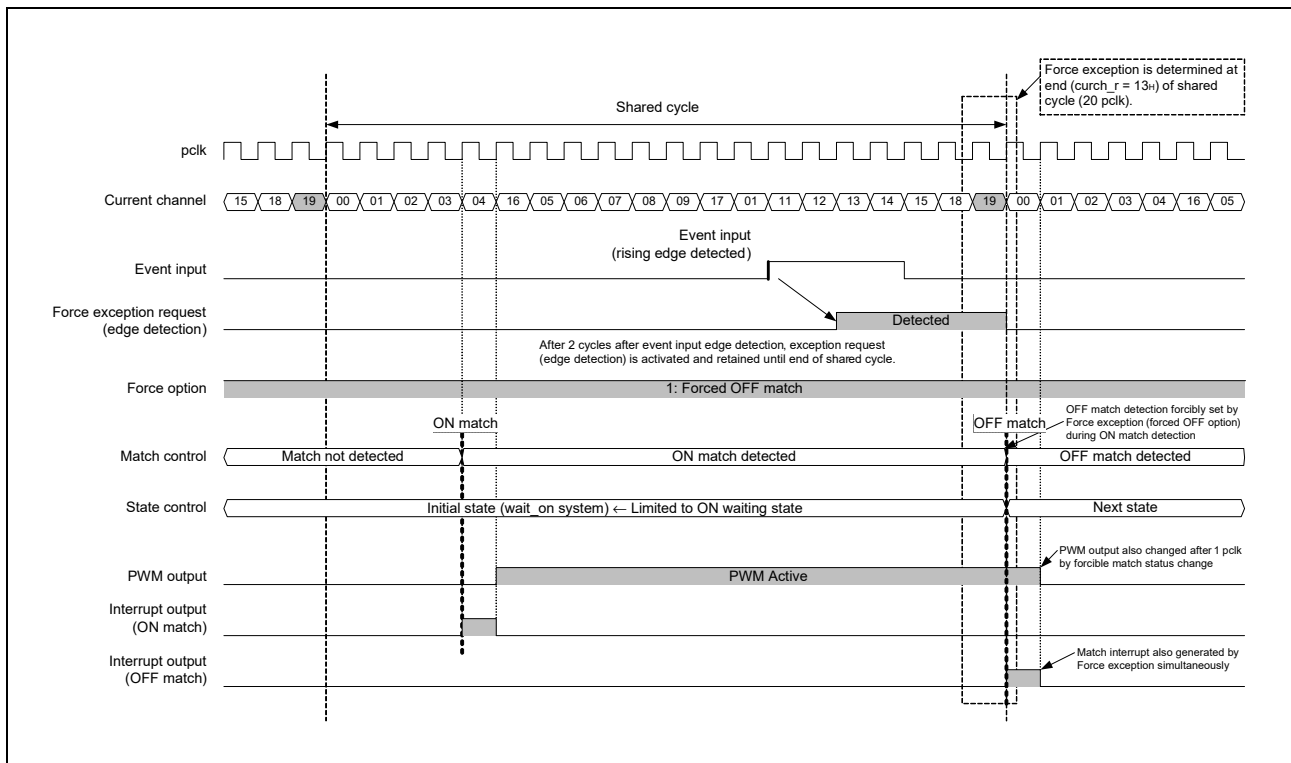 Force exception is determined at
end (curch_r = 13H) of shared
cycle (20 pclk).
Shared cycle
pclk
Current channel
15 18 19 00 01 02 03 04 16 05 06 07 08 09 17 01 11 12 13 14 15 18 19 00 01 02 03 04 16 05
Event input
(rising edge detected)
Event input
Force exception request
(edge detection)
Detected
After 2 cycles after event input edge detection, exception request
(edge detection) is activated and retained until end of shared cycle.
Force option
1: Forced OFF match
ON match
OFF match
OFF match detection forcibly set by
Force exception (forced OFF option)
during ON match detection
Match control
Match not detected
ON match detected
OFF match detected
State control
Initial state (wait_on system) ← Limited to ON waiting state
Next state
PWM output also changed after 1 pclk
by forcible match status change
PWM output
PWM Active
Interrupt output
(ON match)
Interrupt output
(OFF match)
Match interrupt also generated by
Force exception simultaneously